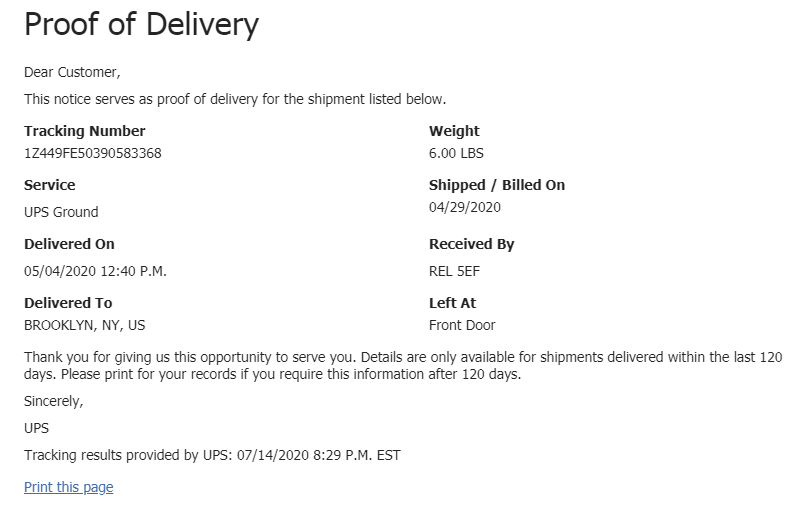 Proof of Delivery
Dear Customer,
This notice serves as proof of delivery for the shipment listed below.
Tracking Number
1Z449FE50390583368
Weight
6.00 LBS
Service
UPS Ground
Shipped / Billed On
04/29/2020
Delivered On
05/04/2020 12:40 P.M.
Received By
REL 5EF
Delivered To
BROOKLYN, NY, US
Left At
Front Door
Thank you for giving us this opportunity to serve you. Details are only available for shipments delivered within the last 120
days. Please print for your records if you require this information after 120 days.
Sincerely,
UPS
Tracking results provided by UPS: 07/14/2020 8:29 P.M. EST
Print this page